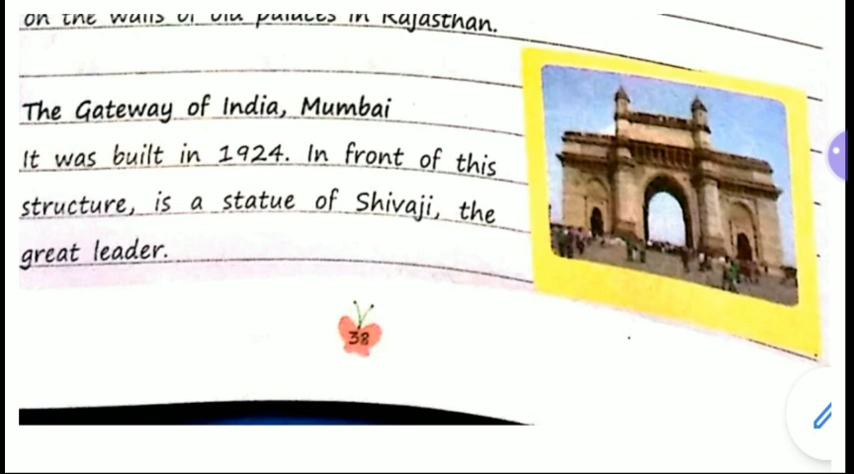 on the walls of old palaces in Rajasthan.
The Gateway of India, Mumbai
It was built in 1924. In front of this
structure, is a statue of Shivaji, the
great leader.
38